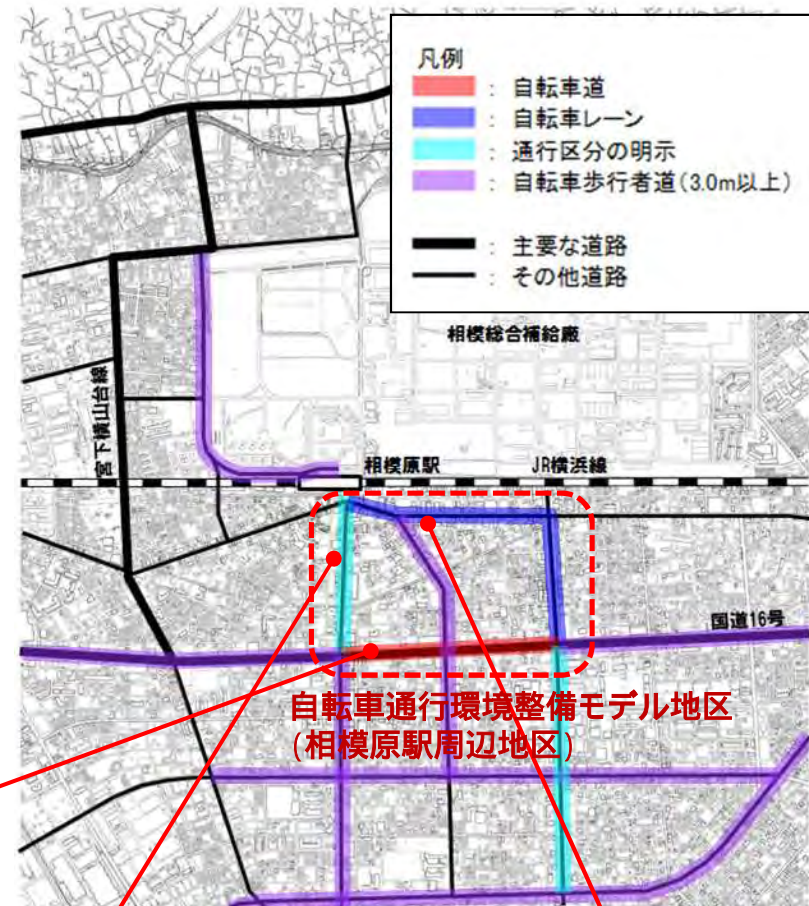 凡例
： 自転車道
： 自転車レーン
： 通行区分の明示
： 自転車歩行者道(3.0m以上)
： 主要な道路
： その他道路
相模総合補給廠
宮下横山台線
相模原駅
JR横浜線
国道16号
自転車通行環境整備モデル地区
(相模原駅周辺地区)